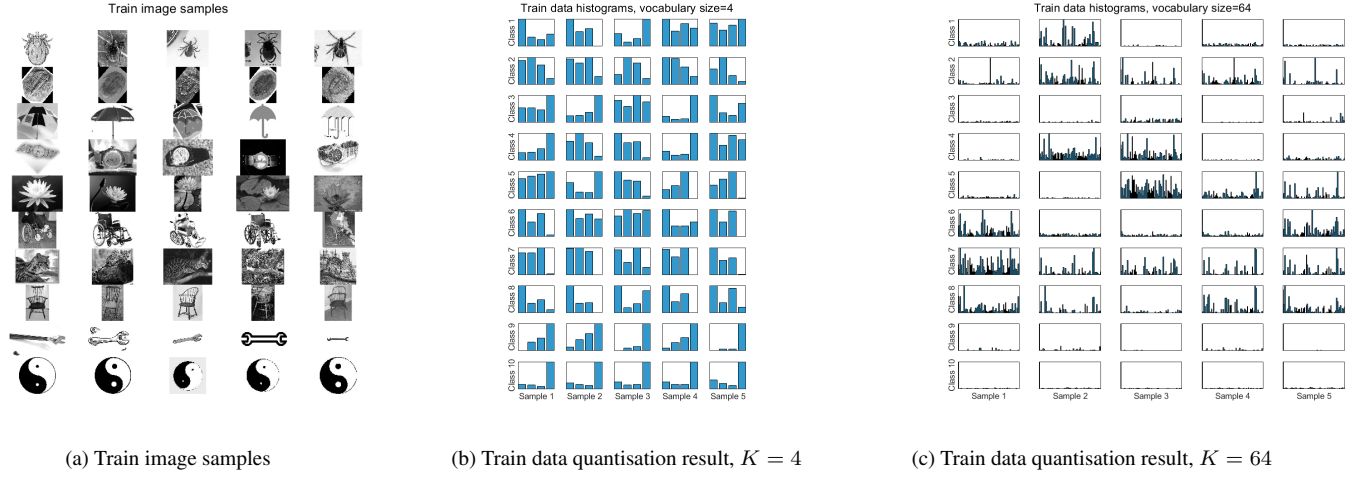 Train image samples
Train data histograms, vocabulary size=4
Class 1
Class 2
Class 3
Class 4
Class 5
Class 6
Class 7
Class 8
Class 9
Class 10
Sample 1 Sample 2 Sample 3 Sample 4 Sample 5
Train data histograms, vocabulary size=64
Class 1
Class 2
Class 3
Class 4
Class 5
Class 6
Class 7
Class 8
Class 9
Class 10
Sample 1 Sample 2 Sample 3 Sample 4 Sample 5
(a) Train image samples
(b) Train data quantisation result, K = 4
(c) Train data quantisation result, K = 64